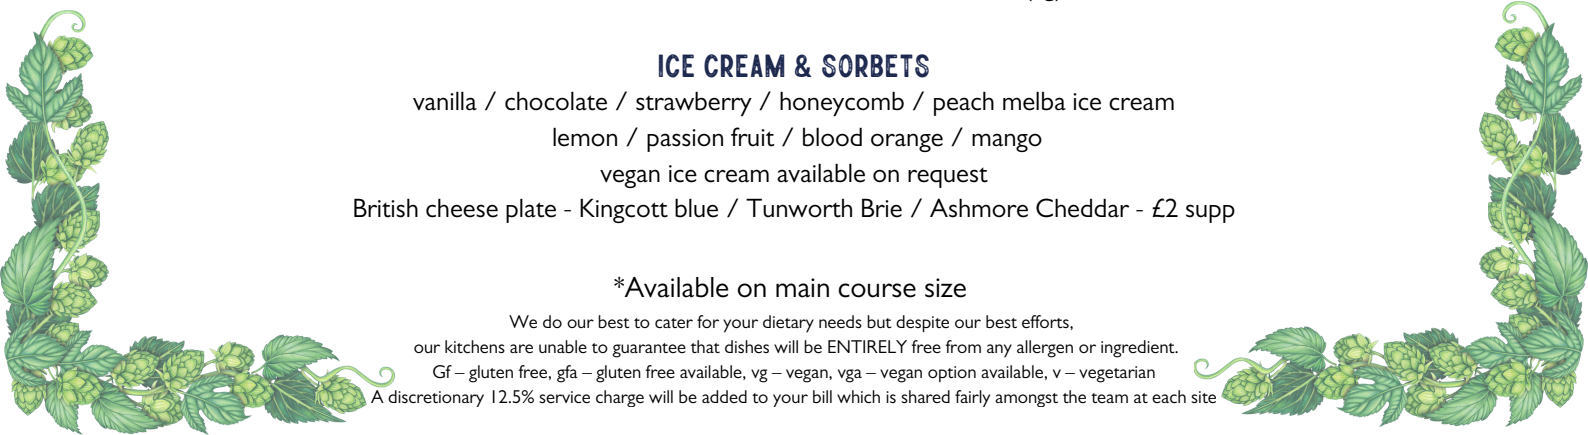 ICE CREAM & SORBETS
vanilla / chocolate / strawberry / honeycomb / peach melba ice cream
lemon / passion fruit / blood orange / mango
vegan ice cream available on request
British cheese plate - Kingcott blue / Tunworth Brie / Ashmore Cheddar - £2 supp
*Available on main course size
We do our best to cater for your dietary needs but despite our best efforts,
our kitchens are unable to guarantee that dishes will be ENTIRELY free from any allergen or ingredient.
Gf – gluten free, gfa – gluten free available, vg – vegan, vga – vegan option available, v – vegetarian
A discretionary 12.5% service charge will be added to your bill which is shared fairly amongst the team at each site